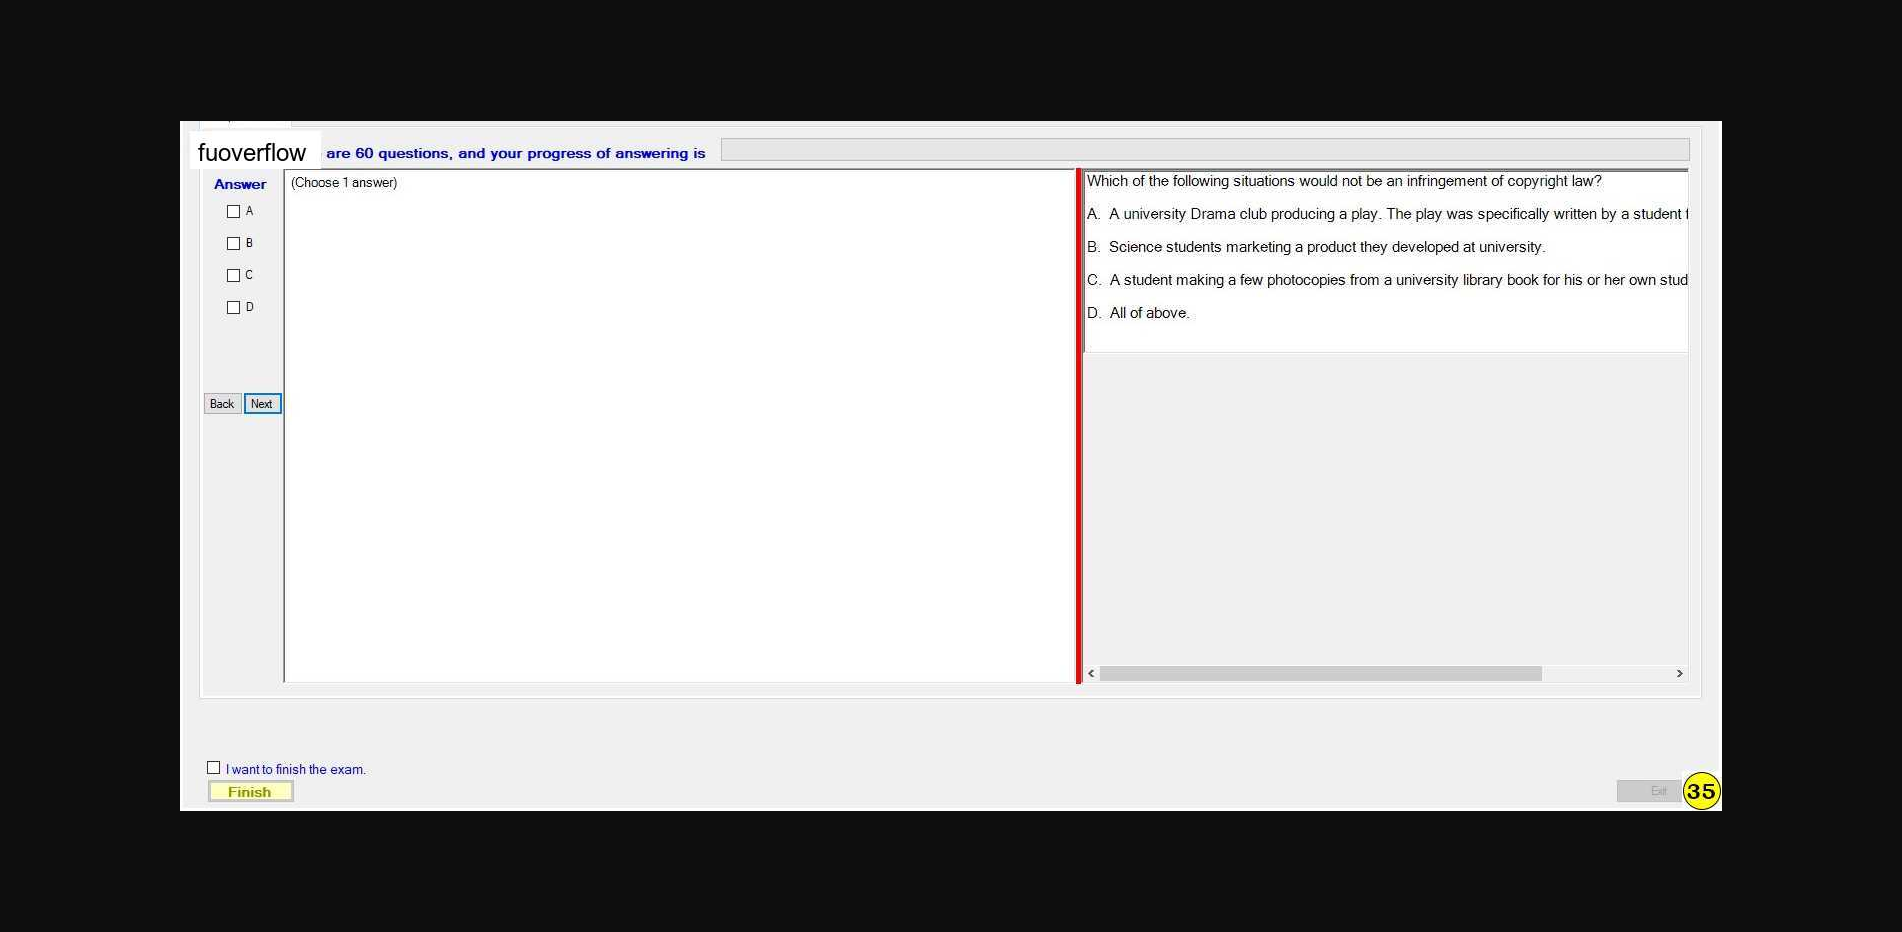 fuoverflow are 60 questions, and your progress of answering is
Answer
A
B
C
D
Back Next
(Choose 1 answer)
Which of the following situations would not be an infringement of copyright law?
A. A university Drama club producing a play. The play was specifically written by a student
B. Science students marketing a product they developed at university.
C. A student making a few photocopies from a university library book for his or her own stud
D. All of above.
I want to finish the exam.
Finish
Exit
35